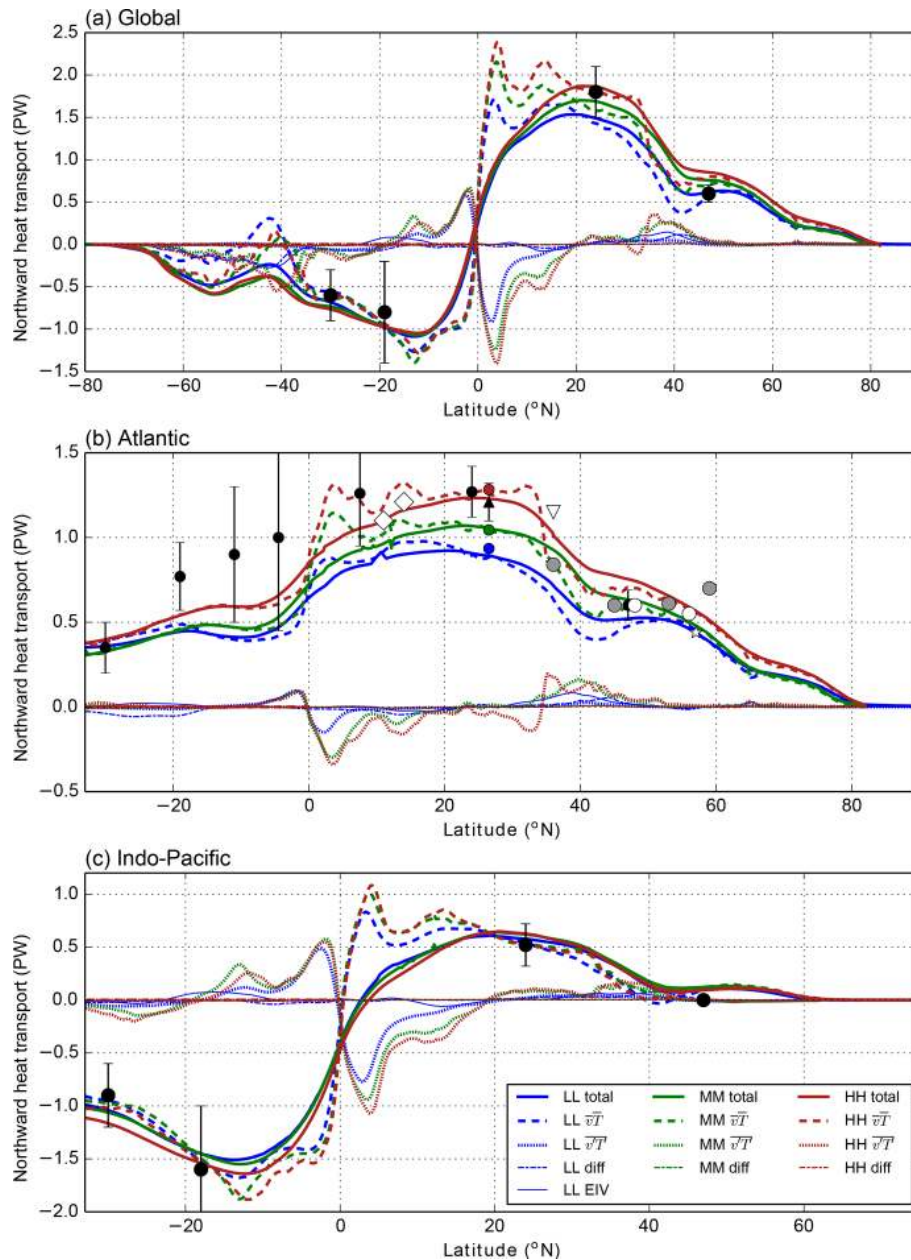 (a) Global
Northward heat transport (PW)
2.5
2.0
1.5
1.0
0.5
0.0
−0.5
−1.0
−1.5
−80
−60
−40
−20
0
20
40
60
80
Latitude (°N)
(b) Atlantic
Northward heat transport (PW)
1.5
1.0
0.5
0.0
−0.5
−20
0
20
40
60
80
Latitude (°N)
(c) Indo-Pacific
Northward heat transport (PW)
1.0
0.5
0.0
−0.5
−1.0
−1.5
−2.0
−20
0
20
40
60
Latitude (°N)
LL total MM total HH total
LL v̅T̅ MM v̅T̅ HH v̅T̅
LL v'T' MM v'T' HH v'T'
LL diff MM diff HH diff
LL EIV